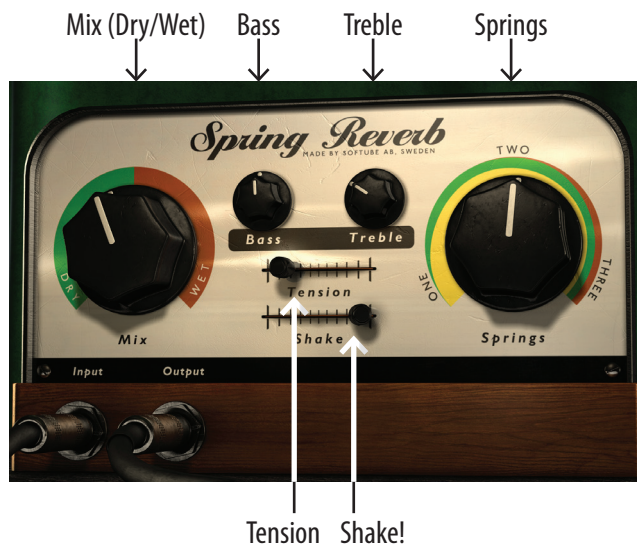 Mix (Dry/Wet) Bass Treble Springs
Spring Reverb
MADE BY SOFTUBE AB, SWEDEN
TWO
DRY WET
Bass Treble
ONE THREE
Tension
Shake
Mix Springs
Input Output
Tension Shake!